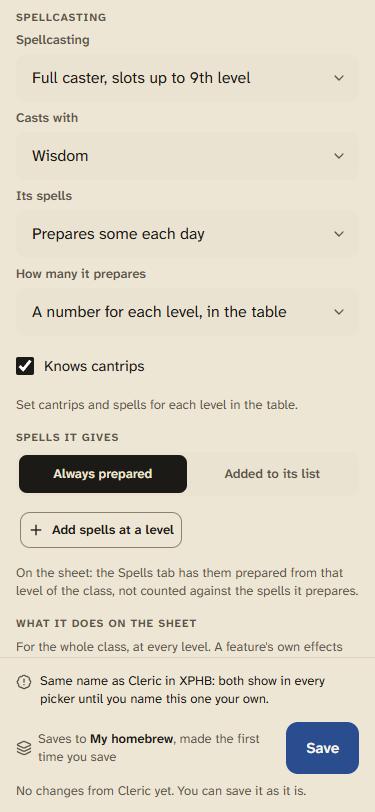 SPELLCASTING
Spellcasting
Full caster, slots up to 9th level
Casts with
Wisdom
Its spells
Prepares some each day
How many it prepares
A number for each level, in the table
Knows cantrips
Set cantrips and spells for each level in the table.
SPELLS IT GIVES
Always prepared
Added to its list
Add spells at a level
On the sheet: the Spells tab has them prepared from that
level of the class, not counted against the spells it prepares.
WHAT IT DOES ON THE SHEET
For the whole class, at every level. A feature's own effects
Same name as Cleric in XPHB: both show in every
picker until you name this one your own.
Saves to My homebrew, made the first
time you save
Save
No changes from Cleric yet. You can save it as it is.